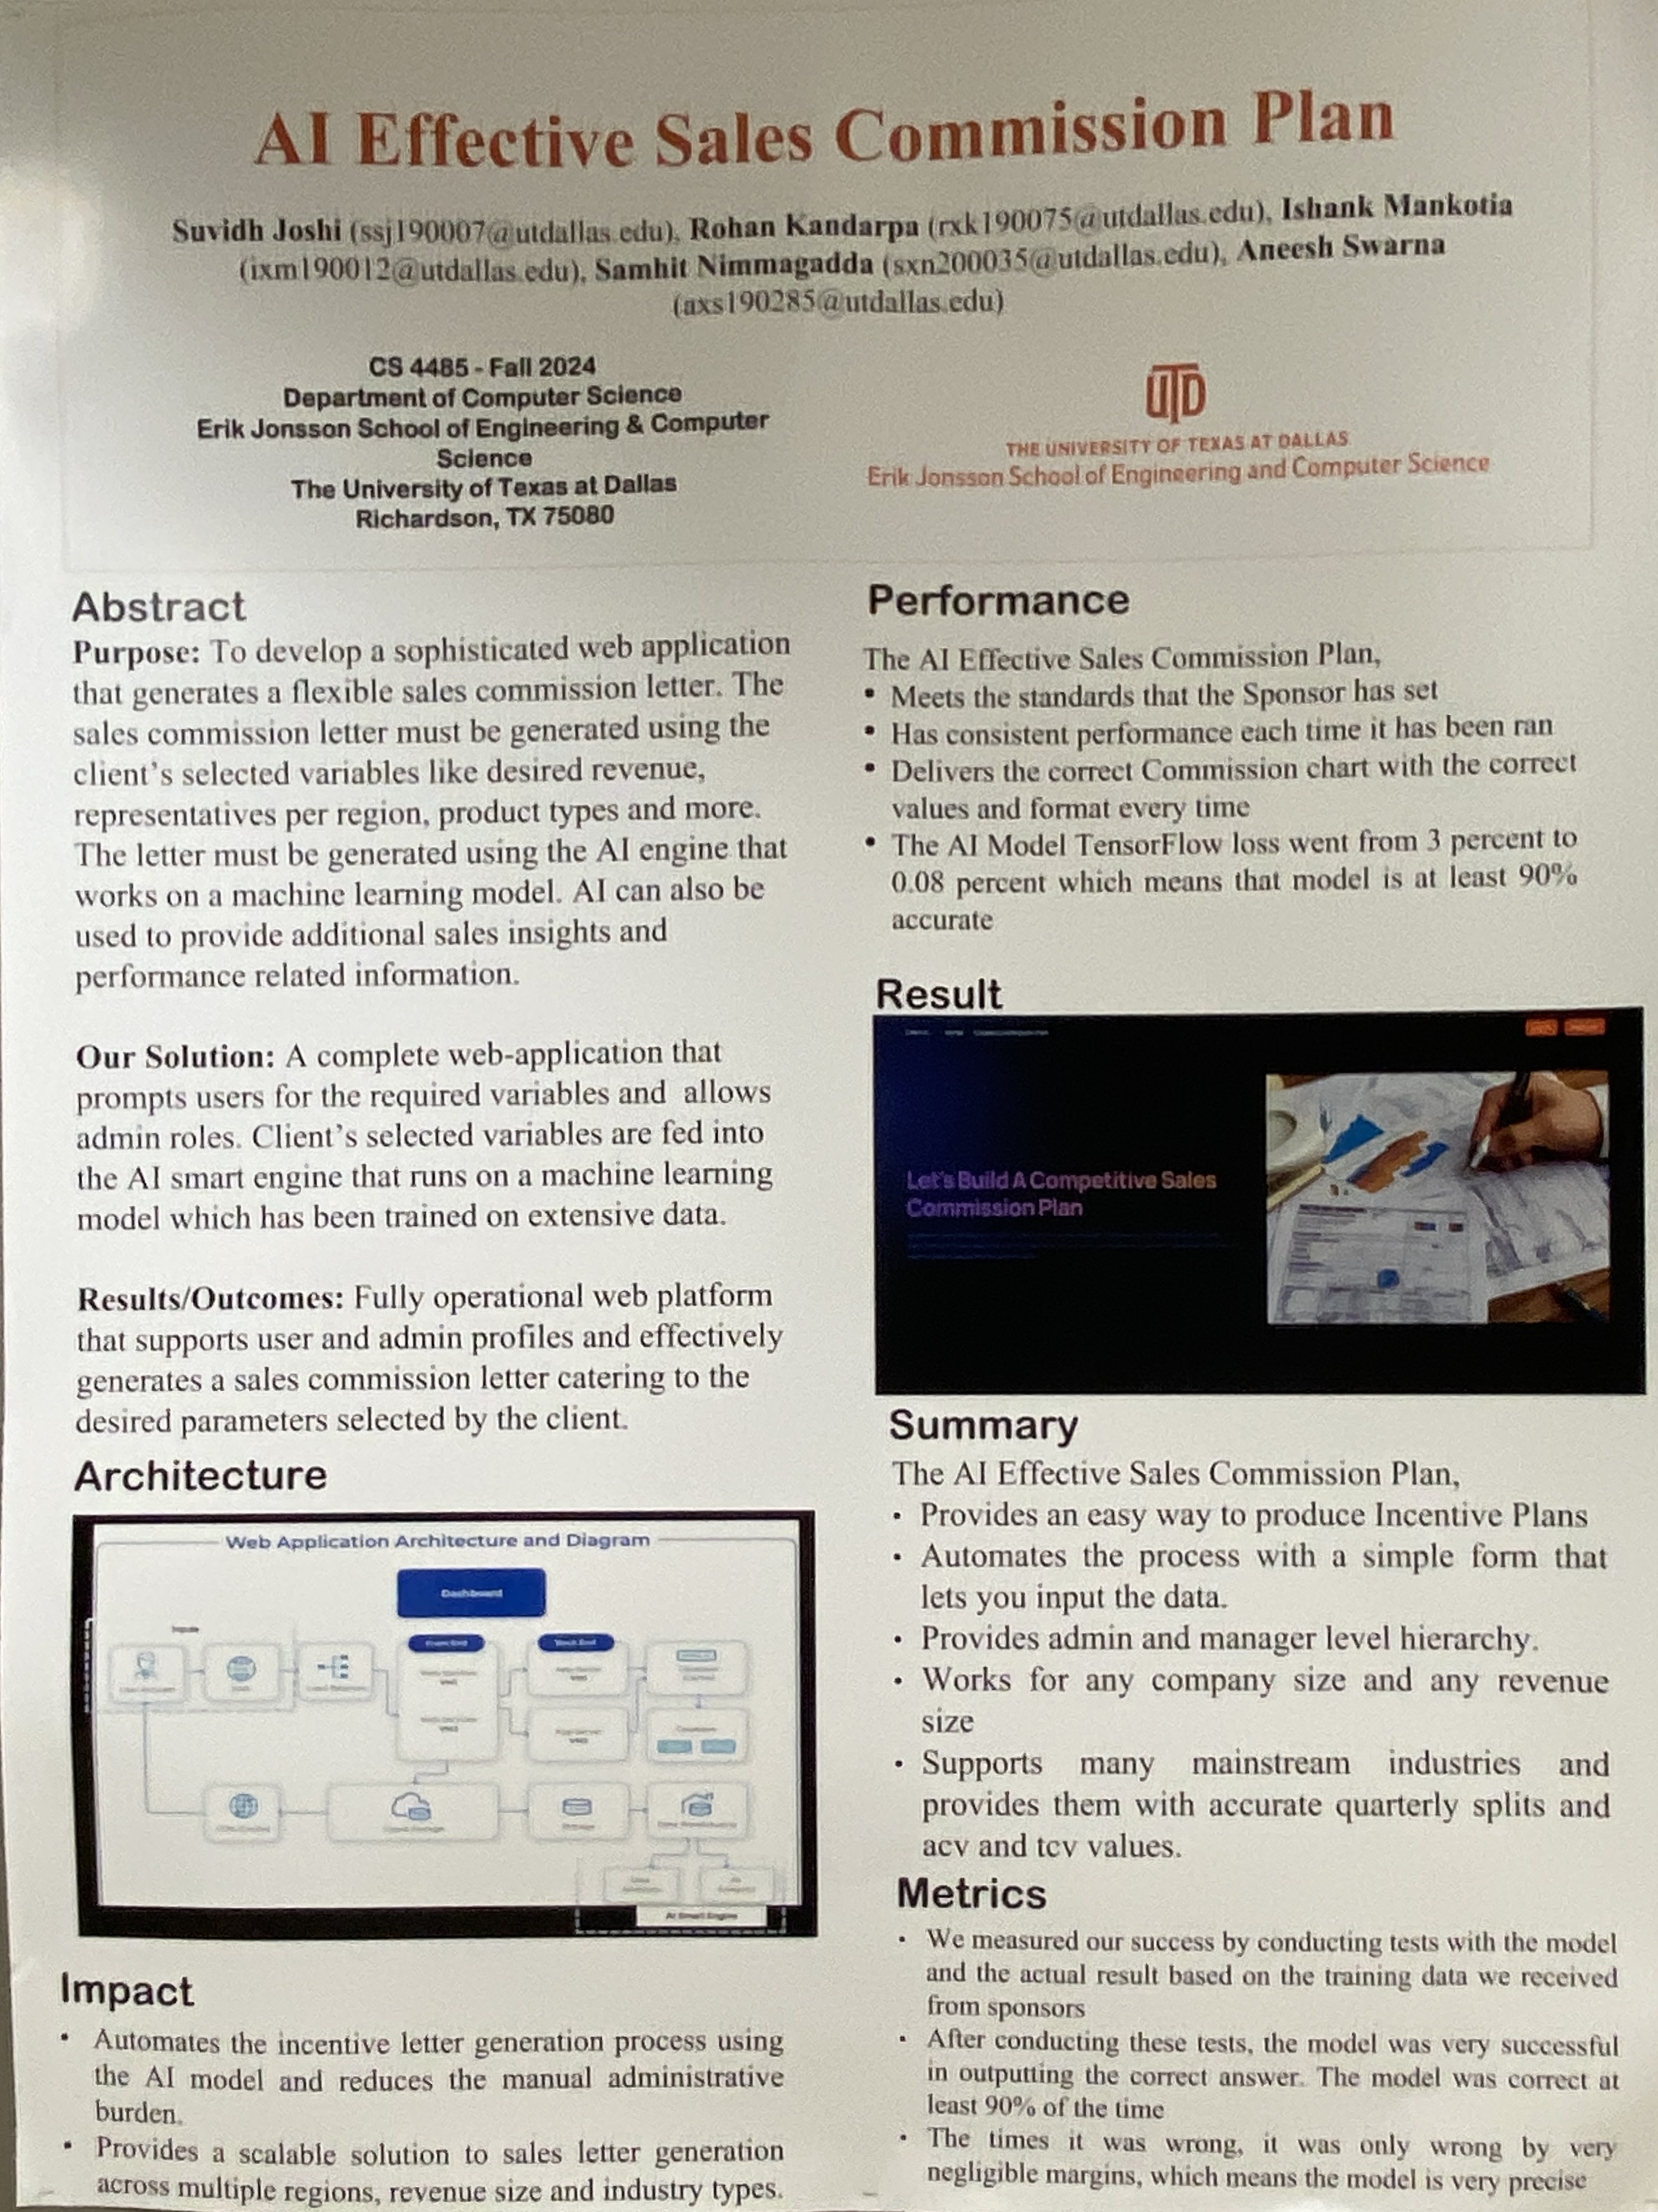 AI Effective Sales Commission Plan
Suvidh Joshi (ssj190007@utdallas.edu), Rohan Kandarpa (rxk190075@utdallas.edu), Ishank Mankotia
(ixm190012@utdallas.edu), Samhit Nimmagadda (sxn200035@utdallas.edu), Aneesh Swarna
(axs190285@utdallas.edu)
CS 4485 - Fall 2024
Department of Computer Science
Erik Jonsson School of Engineering & Computer
Science
The University of Texas at Dallas
Richardson, TX 75080
UTD
THE UNIVERSITY OF TEXAS AT DALLAS
Erik Jonsson School of Engineering and Computer Science
Abstract
Purpose: To develop a sophisticated web application
that generates a flexible sales commission letter. The
sales commission letter must be generated using the
client's selected variables like desired revenue,
representatives per region, product types and more.
The letter must be generated using the AI engine that
works on a machine learning model. AI can also be
used to provide additional sales insights and
performance related information.
Our Solution: A complete web-application that
prompts users for the required variables and allows
admin roles. Client's selected variables are fed into
the AI smart engine that runs on a machine learning
model which has been trained on extensive data.
Results/Outcomes: Fully operational web platform
that supports user and admin profiles and effectively
generates a sales commission letter catering to the
desired parameters selected by the client.
Architecture
Web Application Architecture and Diagram
Dashboard
Inputs
Front End
Back End
AI Smart Engine
Impact
• Automates the incentive letter generation process using
the AI model and reduces the manual administrative
burden.
• Provides a scalable solution to sales letter generation
across multiple regions, revenue size and industry types.
Performance
The AI Effective Sales Commission Plan,
• Meets the standards that the Sponsor has set
• Has consistent performance each time it has been ran
• Delivers the correct Commission chart with the correct
values and format every time
• The AI Model TensorFlow loss went from 3 percent to
0.08 percent which means that model is at least 90%
accurate
Result
Let's Build A Competitive Sales
Commission Plan
Summary
The AI Effective Sales Commission Plan,
• Provides an easy way to produce Incentive Plans
• Automates the process with a simple form that
lets you input the data.
• Provides admin and manager level hierarchy.
• Works for any company size and any revenue
size
• Supports many mainstream industries and
provides them with accurate quarterly splits and
acv and tcv values.
Metrics
• We measured our success by conducting tests with the model
and the actual result based on the training data we received
from sponsors
• After conducting these tests, the model was very successful
in outputting the correct answer. The model was correct at
least 90% of the time
• The times it was wrong, it was only wrong by very
negligible margins, which means the model is very precise